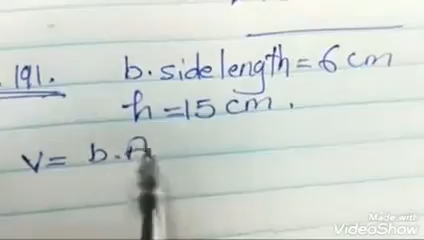 191. b. side length = 6 cm
h = 15 cm.
V = b. A
Made with
VideoShow